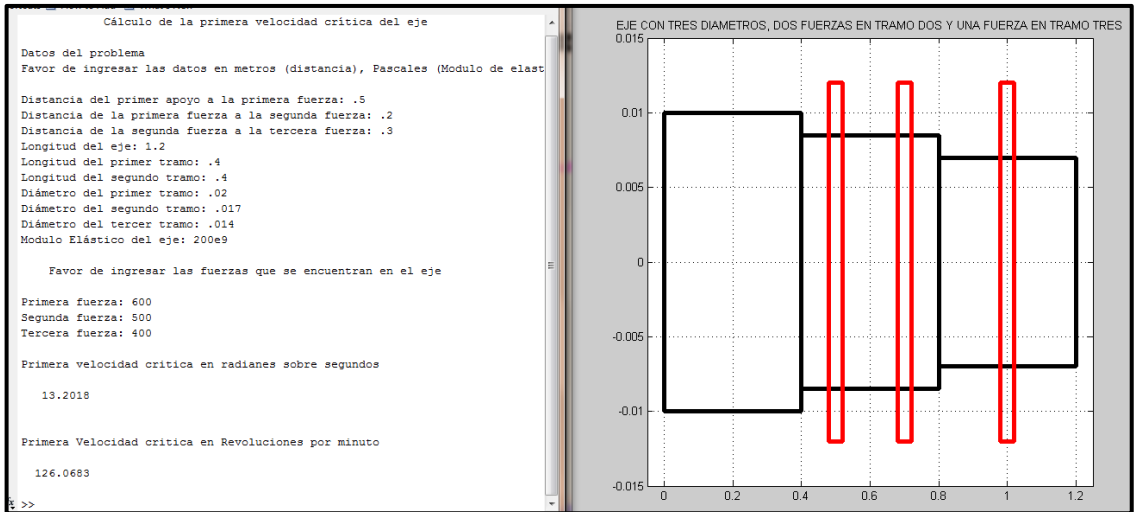 Cálculo de la primera velocidad critica del eje
Datos del problema
Favor de ingresar las datos en metros (distancia), Pascales (Modulo de elast
Distancia del primer apoyo a la primera fuerza: .5
Distancia de la primera fuerza a la segunda fuerza: .2
Distancia de la segunda fuerza a la tercera fuerza: .3
Longitud del eje: 1.2
Longitud del primer tramo: .4
Longitud del segundo tramo: .4
Diámetro del primer tramo: .02
Diámetro del segundo tramo: .017
Diámetro del tercer tramo: .014
Modulo Elástico del eje: 200e9
Favor de ingresar las fuerzas que se encuentran en el eje
Primera fuerza: 600
Segunda fuerza: 500
Tercera fuerza: 400
Primera velocidad critica en radianes sobre segundos
13.2018
Primera Velocidad critica en Revoluciones por minuto
126.0683
>>
EJE CON TRES DIAMETROS, DOS FUERZAS EN TRAMO DOS Y UNA FUERZA EN TRAMO TRES
0.015
0.01
0.005
0
-0.005
-0.01
-0.015
0 0.2 0.4 0.6 0.8 1 1.2